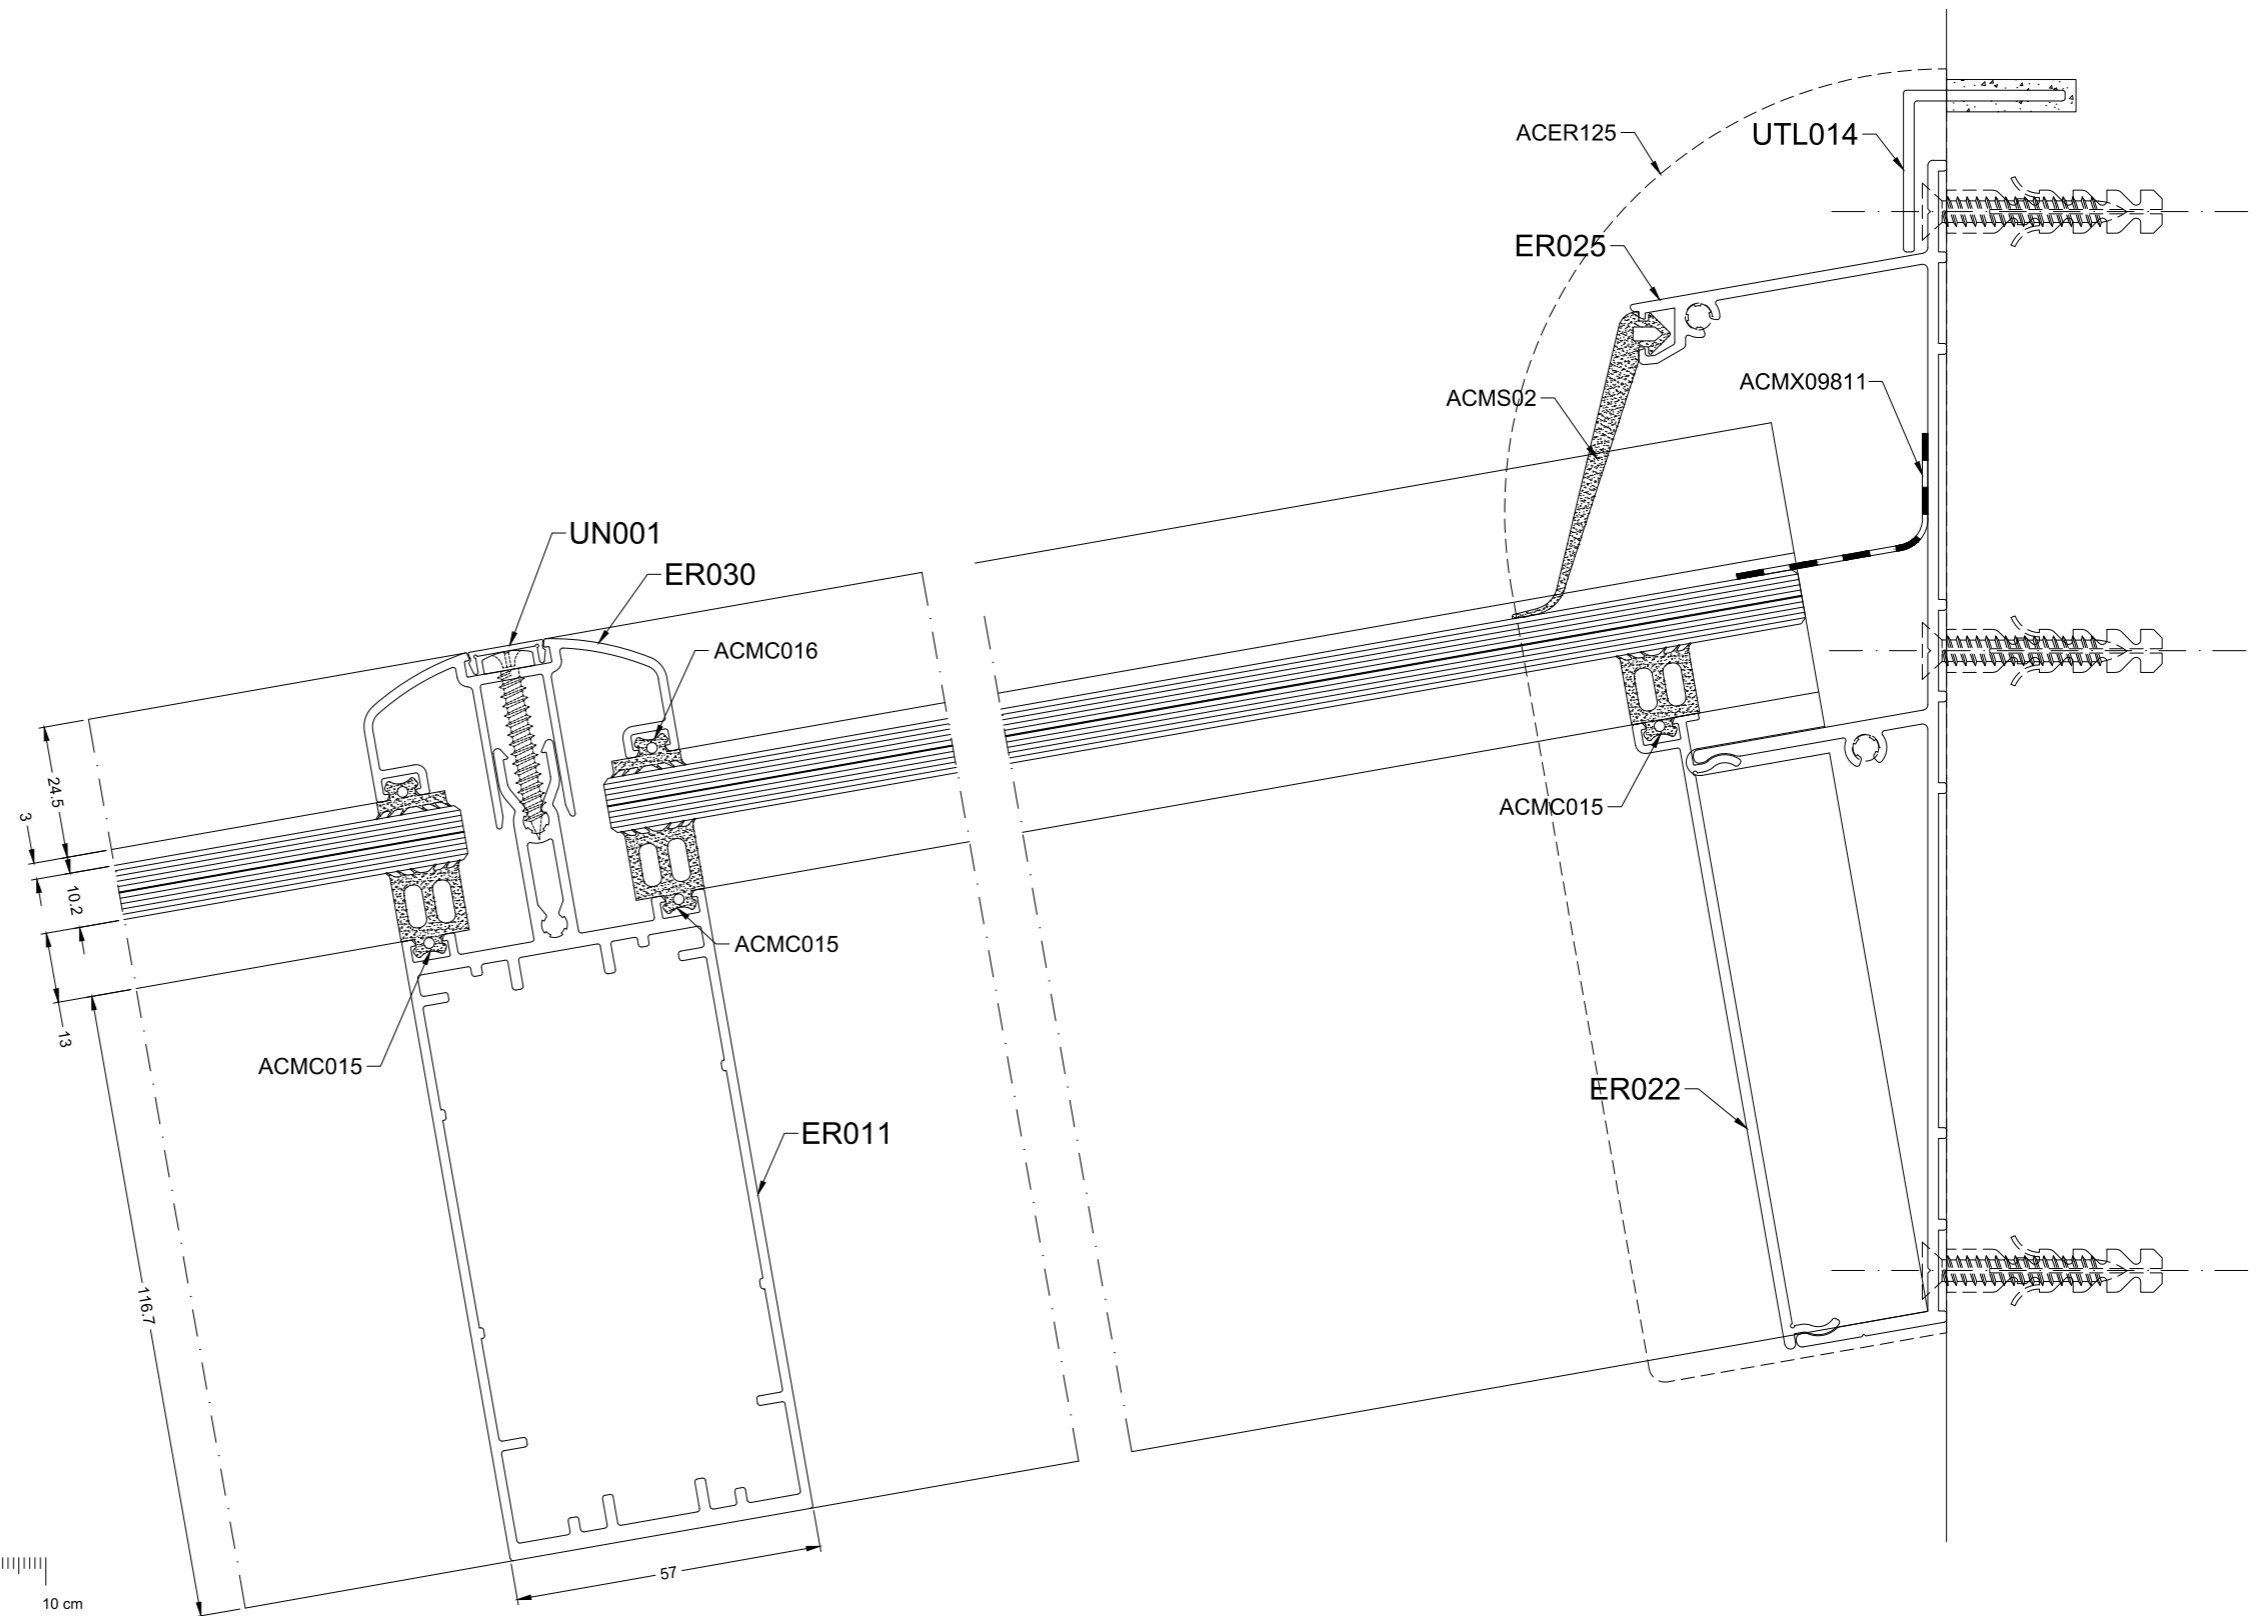 ACER125
UTL014
ER025
ACMX09811
ACMS02
UN001
ER030
ACMC016
24.5
3
10.2
13
ACMC015
ACMC015
ACMC015
ER022
ER011
116.7
57
10 cm